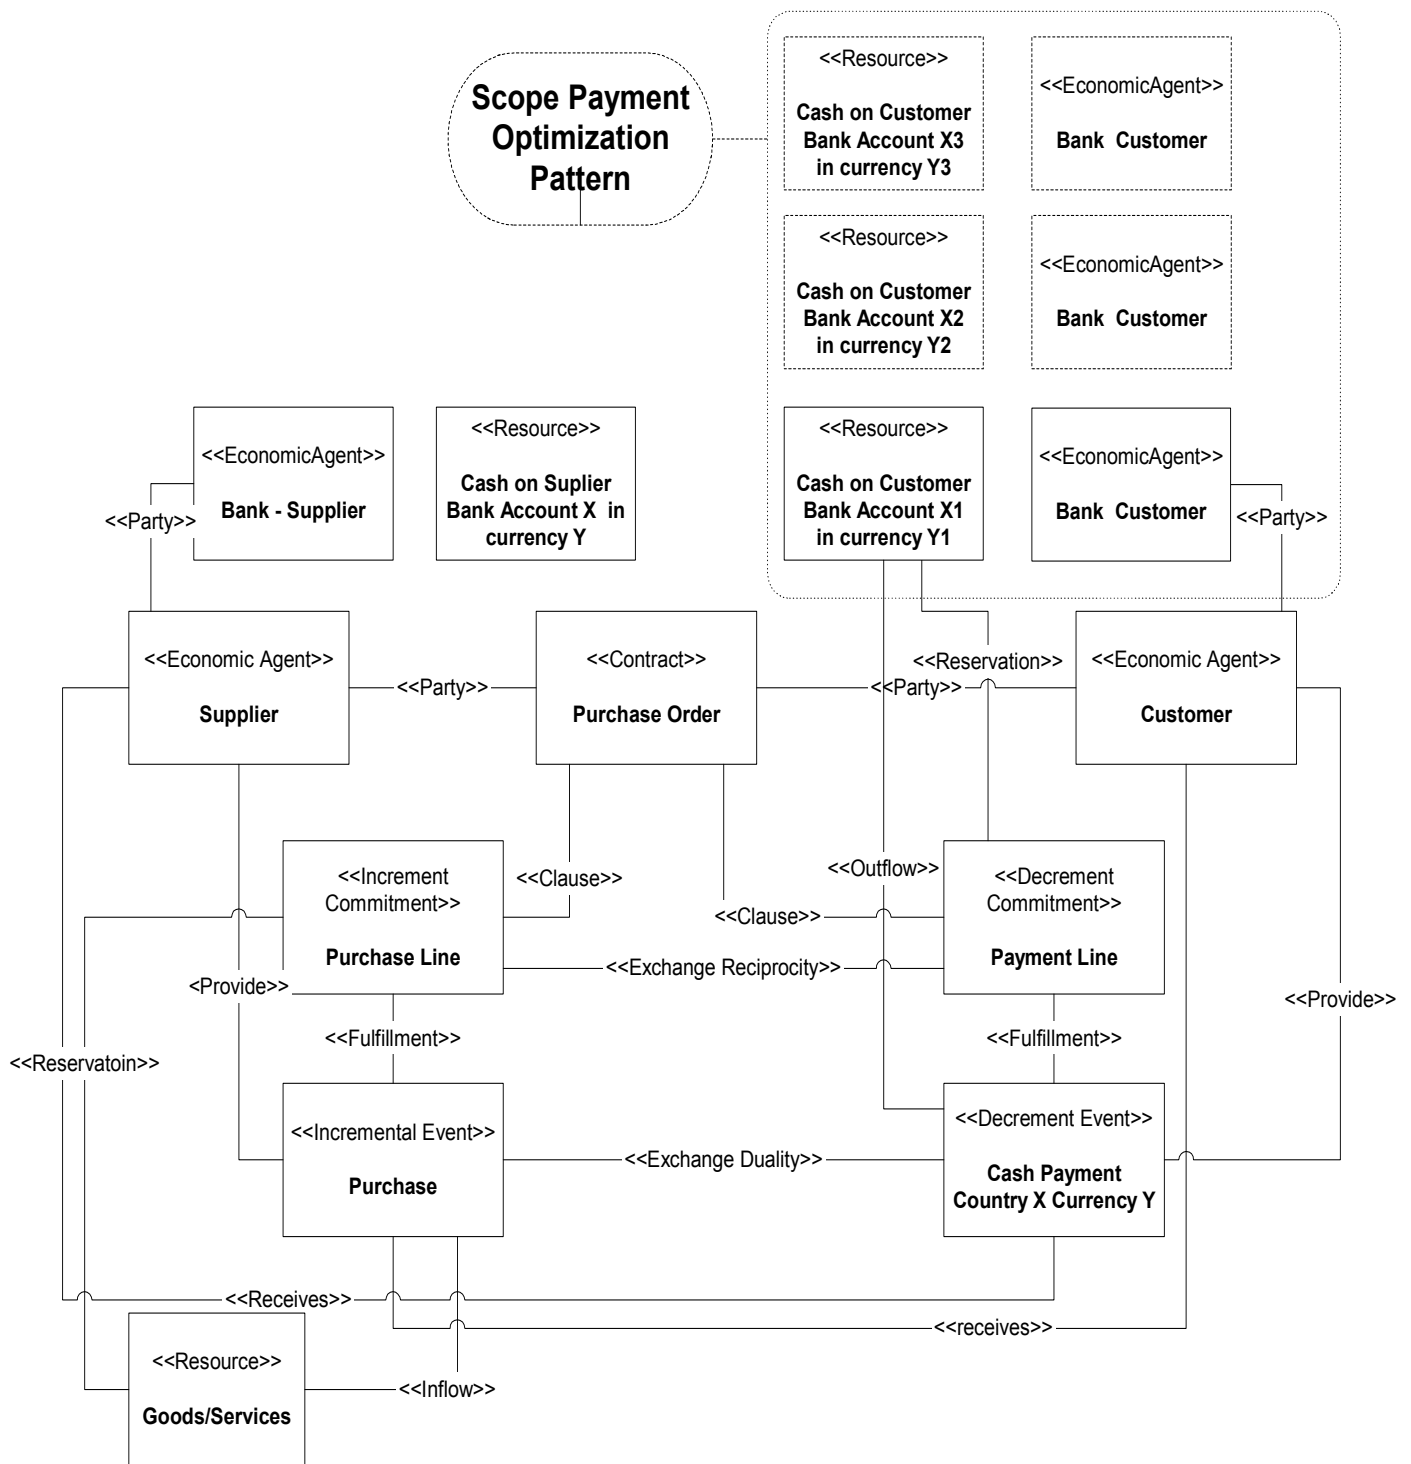 Scope Payment
Optimization
Pattern
<<Resource>>
Cash on Customer
Bank Account X3
in currency Y3
<<EconomicAgent>>
Bank  Customer
<<Resource>>
Cash on Customer
Bank Account X2
in currency Y2
<<EconomicAgent>>
Bank  Customer
<<EconomicAgent>>
Bank - Supplier
<<Resource>>
Cash on Suplier
Bank Account X  in
currency Y
<<Resource>>
Cash on Customer
Bank Account X1
in currency Y1
<<EconomicAgent>>
Bank  Customer
<<Party>>
<<Party>>
<<Economic Agent>>
Supplier
<<Party>>
<<Contract>>
Purchase Order
<<Reservation>>
<<Party>>
<<Economic Agent>>
Customer
<<Increment
Commitment>>
Purchase Line
<<Clause>>
<<Clause>>
<<Outflow>>
<<Decrement
Commitment>>
Payment Line
<<Exchange Reciprocity>>
<Provide>>
<<Provide>>
<<Fulfillment>>
<<Fulfillment>>
<<Reservatoin>>
<<Incremental Event>>
Purchase
<<Exchange Duality>>
<<Decrement Event>>
Cash Payment
Country X Currency Y
<<Receives>>
<<receives>>
<<Resource>>
Goods/Services
<<Inflow>>